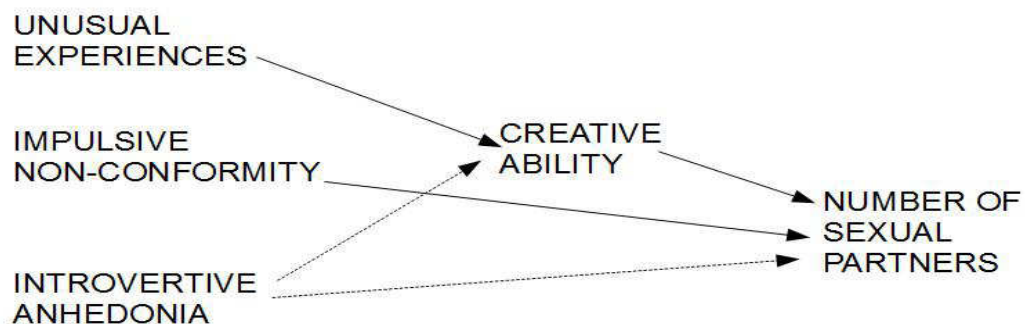 UNUSUAL
EXPERIENCES
IMPULSIVE
NON-CONFORMITY
INTROVERTIVE
ANHEDONIA
CREATIVE
ABILITY
NUMBER OF
SEXUAL
PARTNERS